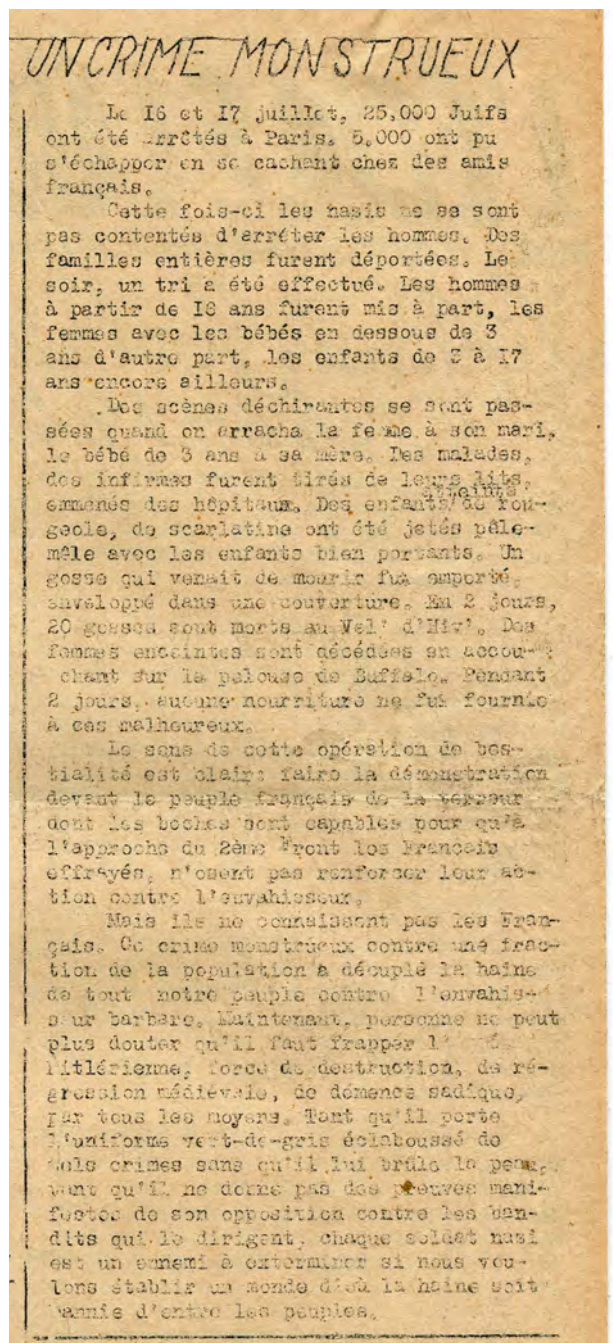 UN CRIME MONSTRUEUX
Le I6 et I7 juillet, 25,000 Juifs
ont été arrêtés à Paris. 5,000 ont pu
s'échapper en se cachant chez des amis
français.
Cette fois-ci les nazis ne se sont
pas contentés d'arrêter les hommes. Des
familles entières furent déportées. Le
soir, un tri a été effectué. Les hommes
à partir de I8 ans furent mis à part, les
femmes avec les bébés en dessous de 3
ans d'autre part, les enfants de 3 à I7
ans encore ailleurs.
Des scènes déchirantes se sont pas-
sées quand on arracha la femme à son mari,
le bébé de 3 ans à sa mère. Des malades,
des infirmes furent tirés de leurs lits,
emmenés des hôpitaux. Des enfants atteints de rou-
geole, de scarlatine ont été jetés pêle-
mêle avec les enfants bien portants. Un
gosse qui venait de mourir fut emporté,
enveloppé dans une couverture. En 2 jours,
20 gosses sont morts au Vel' d'Hiv'. Des
femmes enceintes sont décédées en accou-
chant sur la pelouse de Buffalo. Pendant
2 jours, aucune nourriture ne fut fournie
à ces malheureux.
Le sens de cette opération de bes-
tialité est clair: faire la démonstration
devant le peuple français de la terreur
dont les boches sont capables pour qu'à
l'approche du 2ème Front les Français
effrayés, n'osent pas renforcer leur ac-
tion contre l'envahisseur.
Mais ils ne connaissent pas les Fran-
çais. Ce crime monstrueux contre une frac-
tion de la population a décuplé la haine
de tout notre peuple contre l'envahis-
seur barbare. Maintenant, personne ne peut
plus douter qu'il faut frapper
hitlérienne, force de destruction, de ré-
gression médiévale, de démence sadique,
par tous les moyens. Tant qu'il porte
l'uniforme vert-de-gris éclaboussé de
tels crimes sans qu'il lui brûle la peau,
tant qu'il ne donne pas des preuves mani-
festes de son opposition contre les ban-
dits qui le dirigent, chaque soldat nazi
est un ennemi à exterminer si nous vou-
lons établir un monde d'où la haine soit
bannie d'entre les peuples.